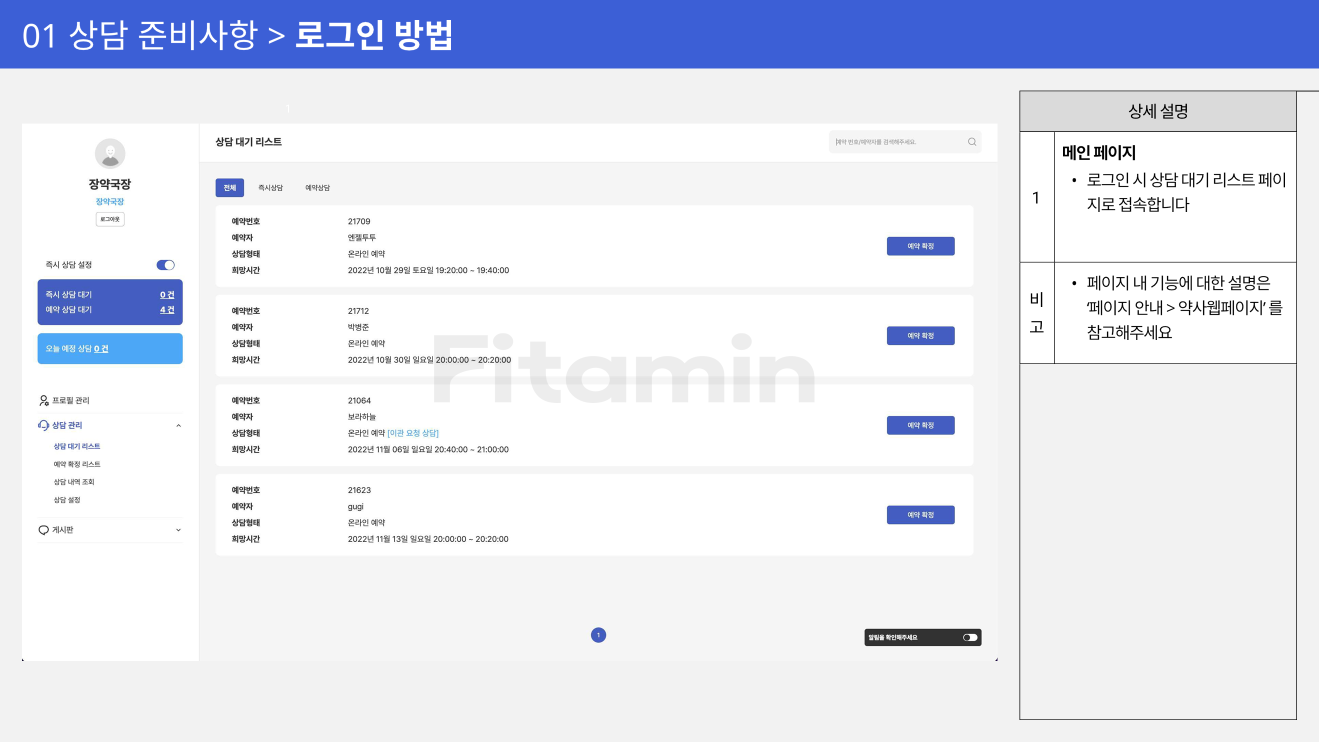 01 상담 준비사항 > 로그인 방법
1
장약국장
장약국장
로그아웃
즉시 상담 설정
즉시 상담 대기 0 건
예약 상담 대기 4 건
오늘 예정 상담 0 건
프로필 관리
상담 관리
상담 대기 리스트
예약 확정 리스트
상담 내역 조회
상담 설정
게시판
상담 대기 리스트
예약 번호/예약자를 검색해주세요.
전체 즉시상담 예약상담
예약번호 21709
예약자 엔젤투투
상담형태 온라인 예약
희망시간 2022년 10월 29일 토요일 19:20:00 ~ 19:40:00
예약 확정
예약번호 21712
예약자 박병준
상담형태 온라인 예약
희망시간 2022년 10월 30일 일요일 20:00:00 ~ 20:20:00
예약 확정
예약번호 21064
예약자 보라하늘
상담형태 온라인 예약 [이관 요청 상담]
희망시간 2022년 11월 06일 일요일 20:40:00 ~ 21:00:00
예약 확정
예약번호 21623
예약자 gugi
상담형태 온라인 예약
희망시간 2022년 11월 13일 일요일 20:00:00 ~ 20:20:00
예약 확정
Fitamin
1
알림을 확인해주세요
상세 설명
1
메인 페이지
• 로그인 시 상담 대기 리스트 페이
지로 접속합니다
비
고
• 페이지 내 기능에 대한 설명은
‘페이지 안내 > 약사웹페이지’ 를
참고해주세요